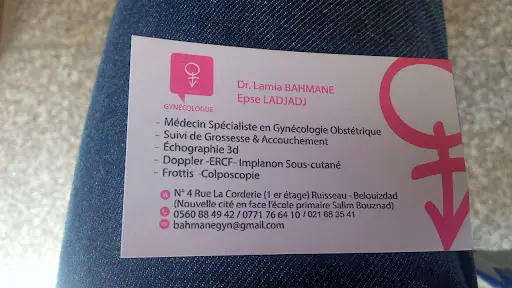 GYNÉCOLOGUE
Dr. Lamia BAHMANE
Epse LADJADJ
- Médecin Spécialiste en Gynécologie Obstétrique
- Suivi de Grossesse & Accouchement
- Échographie 3d
- Doppler -ERCF- Implanon Sous-cutané
- Frottis -Colposcopie
N° 4 Rue La Corderie (1 er étage) Ruisseau - Belouizdad
(Nouvelle cité en face l'école primaire Salim Bouznad)
0560 88 49 42 / 0771 76 64 10 / 021 68 35 41
bahmanegyn@gmail.com